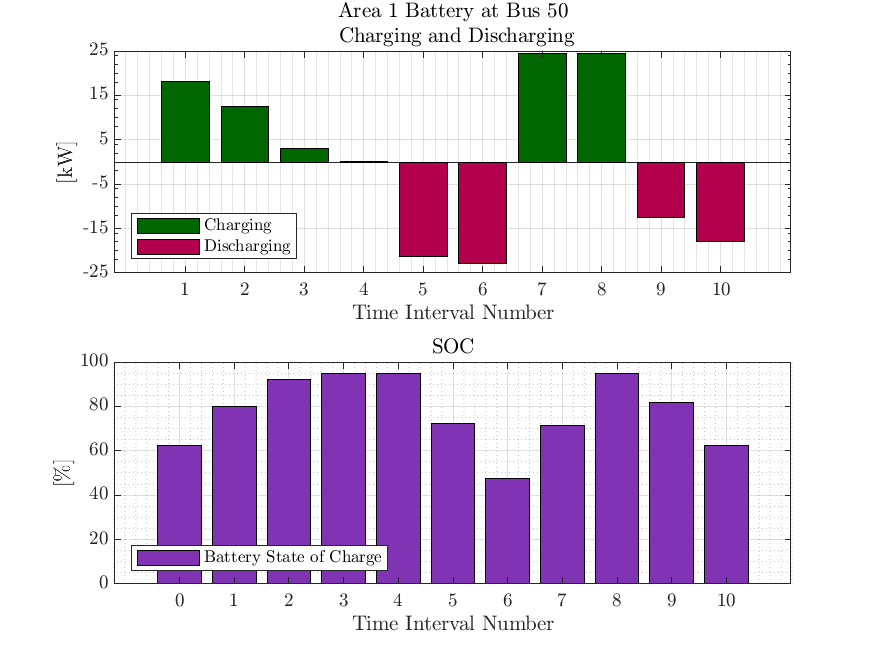 Area 1 Battery at Bus 50
Charging and Discharging
25
15
5
-5
-15
-25
[kW]
Charging
Discharging
1 2 3 4 5 6 7 8 9 10
Time Interval Number
SOC
100
80
60
40
20
0
[%]
Battery State of Charge
0 1 2 3 4 5 6 7 8 9 10
Time Interval Number